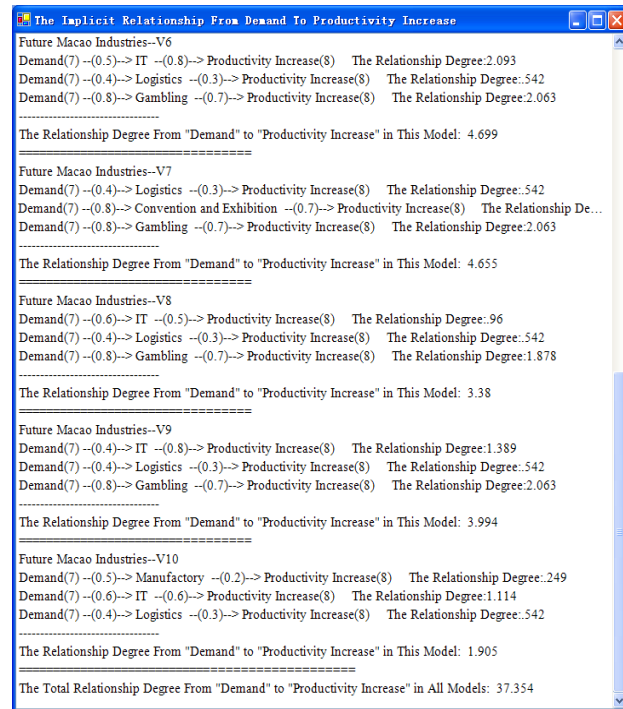 The Implicit Relationship From Demand To Productivity Increase
Future Macao Industries--V6
Demand(7) --(0.5)--> IT --(0.8)--> Productivity Increase(8) The Relationship Degree:2.093
Demand(7) --(0.4)--> Logistics --(0.3)--> Productivity Increase(8) The Relationship Degree:.542
Demand(7) --(0.8)--> Gambling --(0.7)--> Productivity Increase(8) The Relationship Degree:2.063
---------------------------------
The Relationship Degree From "Demand" to "Productivity Increase" in This Model: 4.699
=================================
Future Macao Industries--V7
Demand(7) --(0.4)--> Logistics --(0.3)--> Productivity Increase(8) The Relationship Degree:.542
Demand(7) --(0.8)--> Convention and Exhibition --(0.7)--> Productivity Increase(8) The Relationship De...
Demand(7) --(0.8)--> Gambling --(0.7)--> Productivity Increase(8) The Relationship Degree:2.063
---------------------------------
The Relationship Degree From "Demand" to "Productivity Increase" in This Model: 4.655
=================================
Future Macao Industries--V8
Demand(7) --(0.6)--> IT --(0.5)--> Productivity Increase(8) The Relationship Degree:.96
Demand(7) --(0.4)--> Logistics --(0.3)--> Productivity Increase(8) The Relationship Degree:.542
Demand(7) --(0.8)--> Gambling --(0.7)--> Productivity Increase(8) The Relationship Degree:1.878
---------------------------------
The Relationship Degree From "Demand" to "Productivity Increase" in This Model: 3.38
=================================
Future Macao Industries--V9
Demand(7) --(0.4)--> IT --(0.8)--> Productivity Increase(8) The Relationship Degree:1.389
Demand(7) --(0.4)--> Logistics --(0.3)--> Productivity Increase(8) The Relationship Degree:.542
Demand(7) --(0.8)--> Gambling --(0.7)--> Productivity Increase(8) The Relationship Degree:2.063
---------------------------------
The Relationship Degree From "Demand" to "Productivity Increase" in This Model: 3.994
=================================
Future Macao Industries--V10
Demand(7) --(0.5)--> Manufactory --(0.2)--> Productivity Increase(8) The Relationship Degree:.249
Demand(7) --(0.6)--> IT --(0.6)--> Productivity Increase(8) The Relationship Degree:1.114
Demand(7) --(0.4)--> Logistics --(0.3)--> Productivity Increase(8) The Relationship Degree:.542
---------------------------------
The Relationship Degree From "Demand" to "Productivity Increase" in This Model: 1.905
================================================
The Total Relationship Degree From "Demand" to "Productivity Increase" in All Models: 37.354